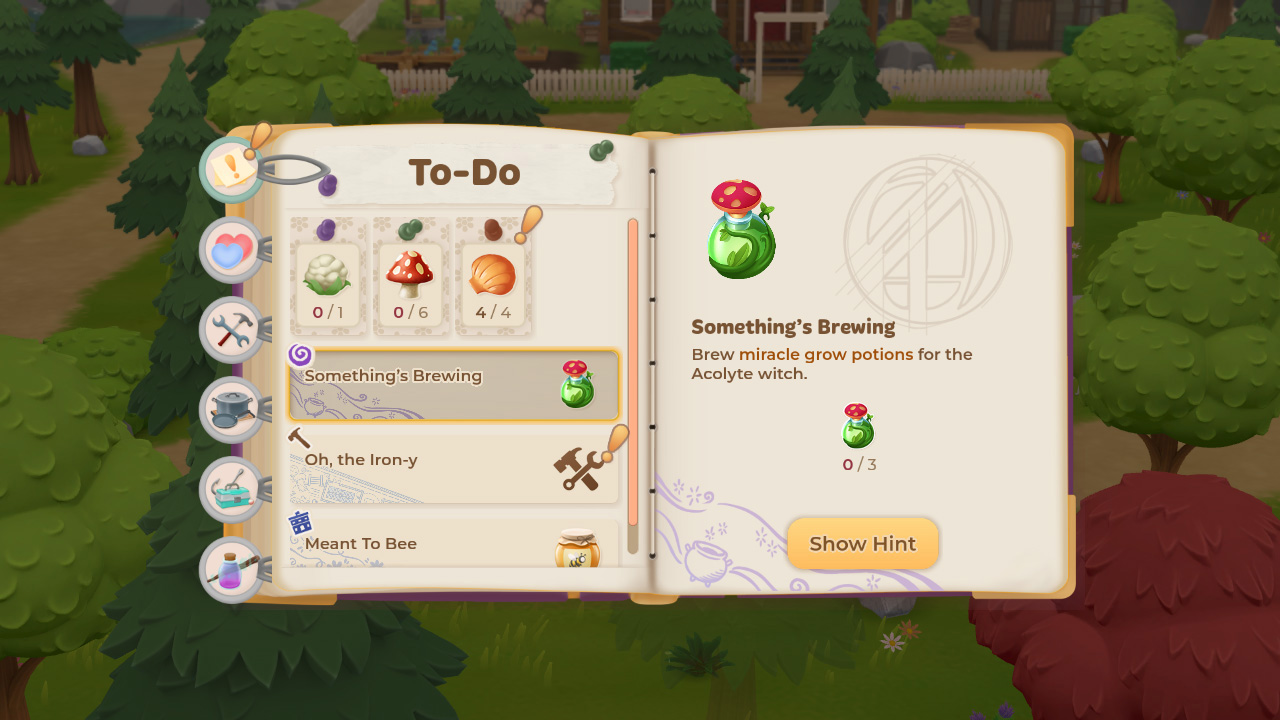 To-Do
0 / 1
0 / 6
4 / 4
Something's Brewing
Oh, the Iron-y
Meant To Bee
Something's Brewing
Brew miracle grow potions for the
Acolyte witch.
0 / 3
Show Hint